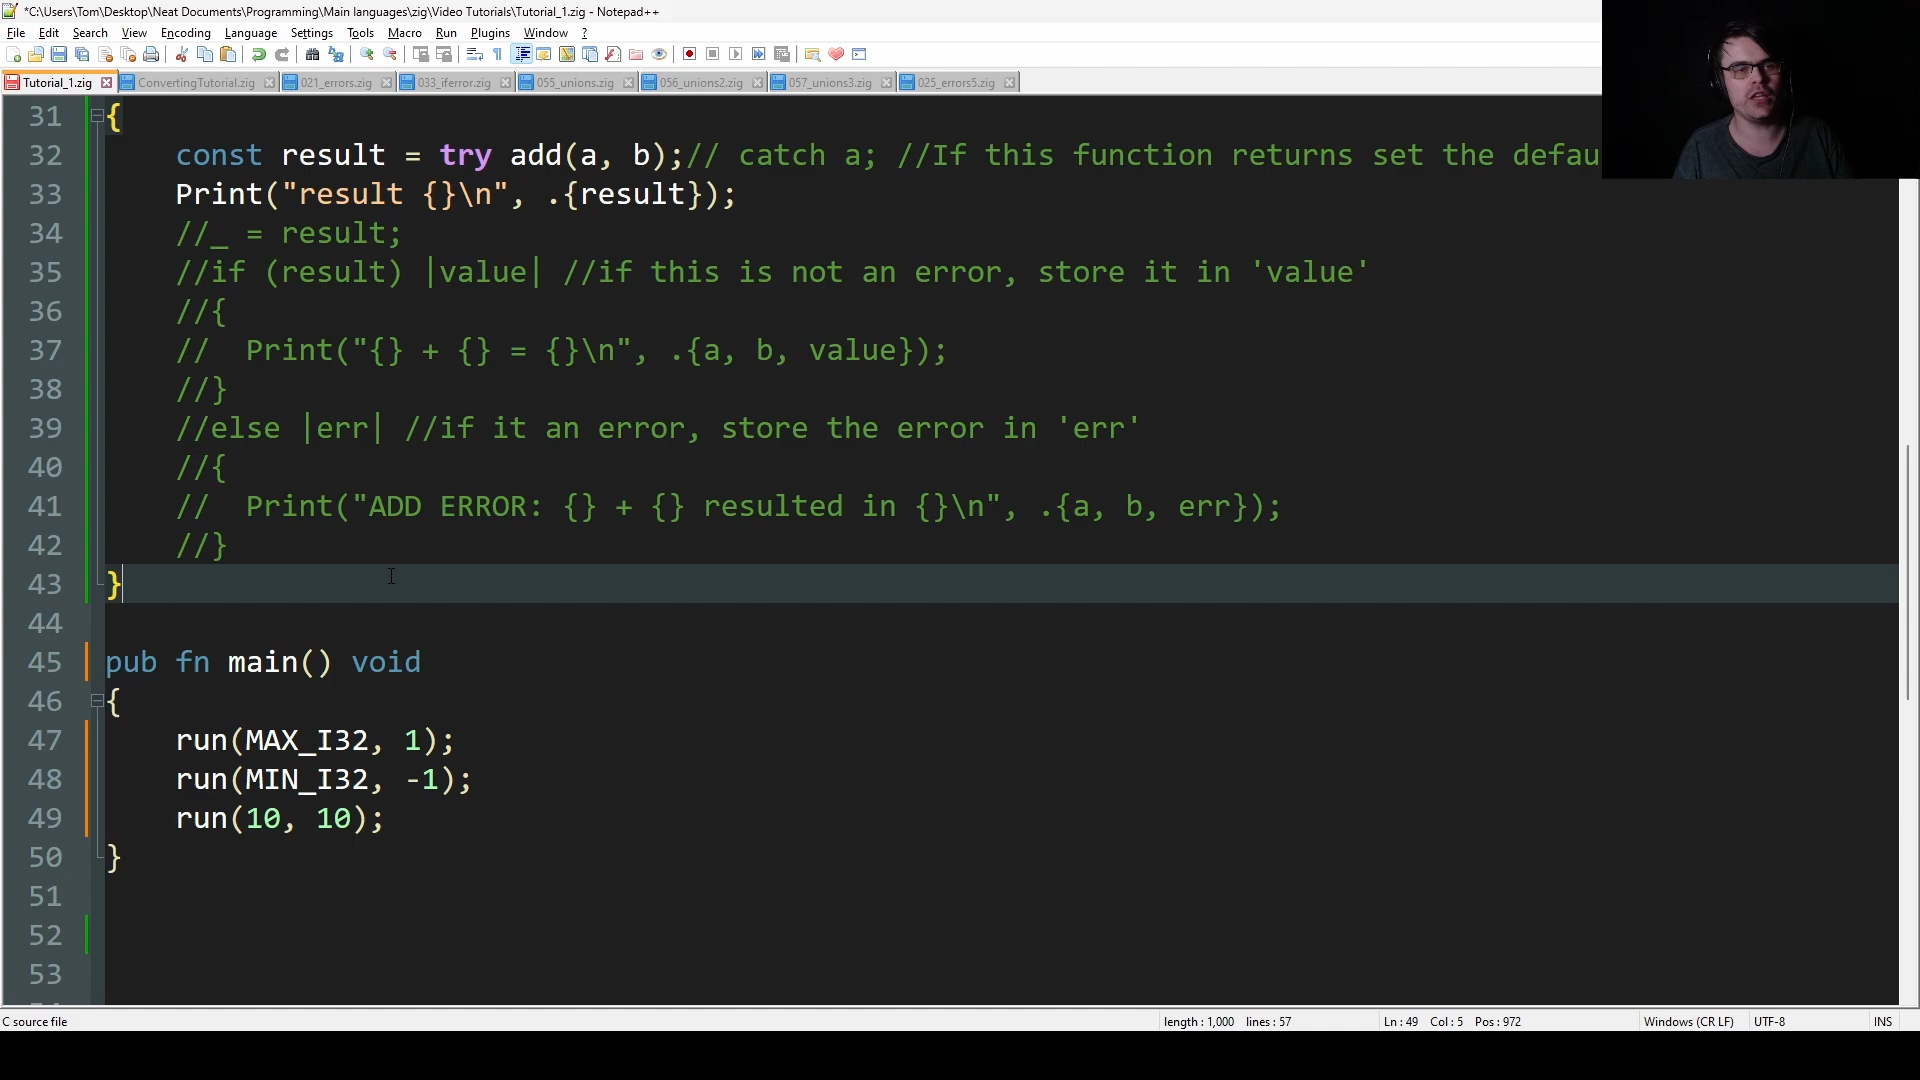 *C:\Users\Tom\Desktop\Neat Documents\Programming\Main languages\zig\Video Tutorials\Tutorial_1.zig - Notepad++
File Edit Search View Encoding Language Settings Tools Macro Run Plugins Window ?
Tutorial_1.zig ConvertingTutorial.zig 021_errors.zig 033_iferror.zig 055_unions.zig 056_unions2.zig 057_unions3.zig 025_errors5.zig
31 {
32 const result = try add(a, b);// catch a; //If this function returns set the defau
33 Print("result {}\n", .{result});
34 //_ = result;
35 //if (result) |value| //if this is not an error, store it in 'value'
36 //{
37 // Print("{} + {} = {}\n", .{a, b, value});
38 //}
39 //else |err| //if it an error, store the error in 'err'
40 //{
41 // Print("ADD ERROR: {} + {} resulted in {}\n", .{a, b, err});
42 //}
43 }
44
45 pub fn main() void
46 {
47 run(MAX_I32, 1);
48 run(MIN_I32, -1);
49 run(10, 10);
50 }
51
52
53
C source file length : 1,000 lines : 57 Ln : 49 Col : 5 Pos : 972 Windows (CR LF) UTF-8 INS